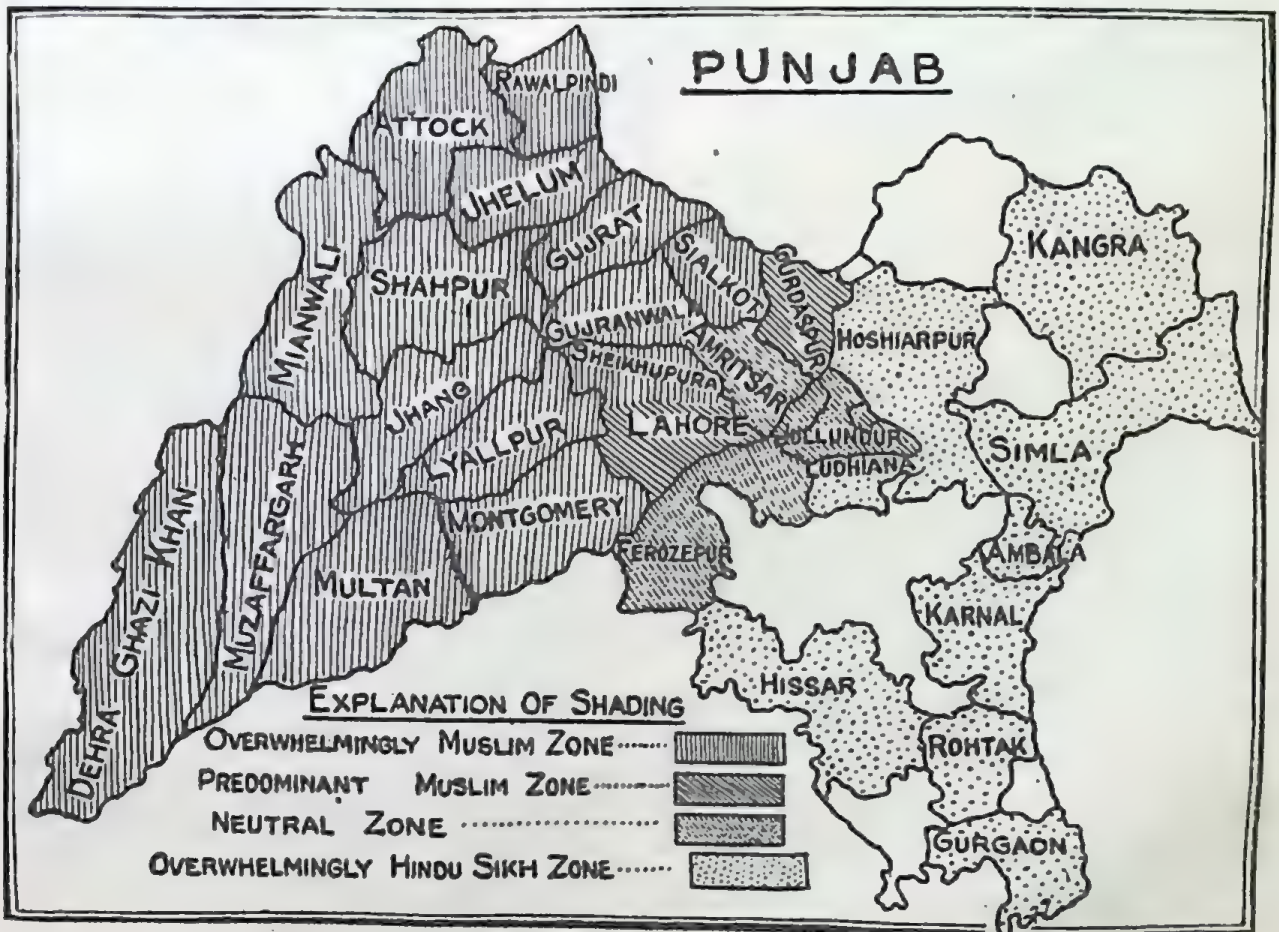 PUNJAB
RAWALPINDI
ATTOCK
JHELUM
GUJRAT
SIALKOT
GURDASPUR
KANGRA
MIANWALI
SHAHPUR
GUJRANWALA
AMRITSAR
HOSHIARPUR
SHEIKHUPURA
JHANG
LYALLPUR
LAHORE
JULLUNDUR
LUDHIANA
SIMLA
DEHRA GHAZI KHAN
MUZAFFARGARH
MONTGOMERY
MULTAN
FEROZEPUR
AMBALA
KARNAL
HISSAR
ROHTAK
GURGAON
EXPLANATION OF SHADING
OVERWHELMINGLY MUSLIM ZONE
PREDOMINANT MUSLIM ZONE
NEUTRAL ZONE
OVERWHELMINGLY HINDU SIKH ZONE